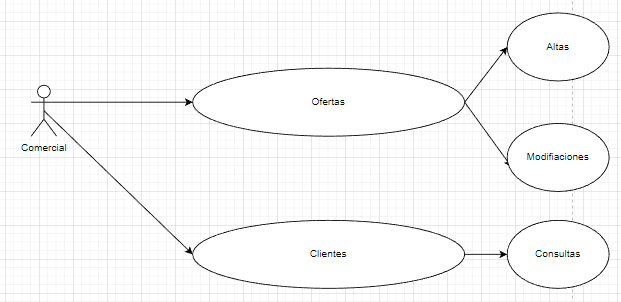 Altas
Ofertas
Comercial
Modifiaciones
Clientes
Consultas